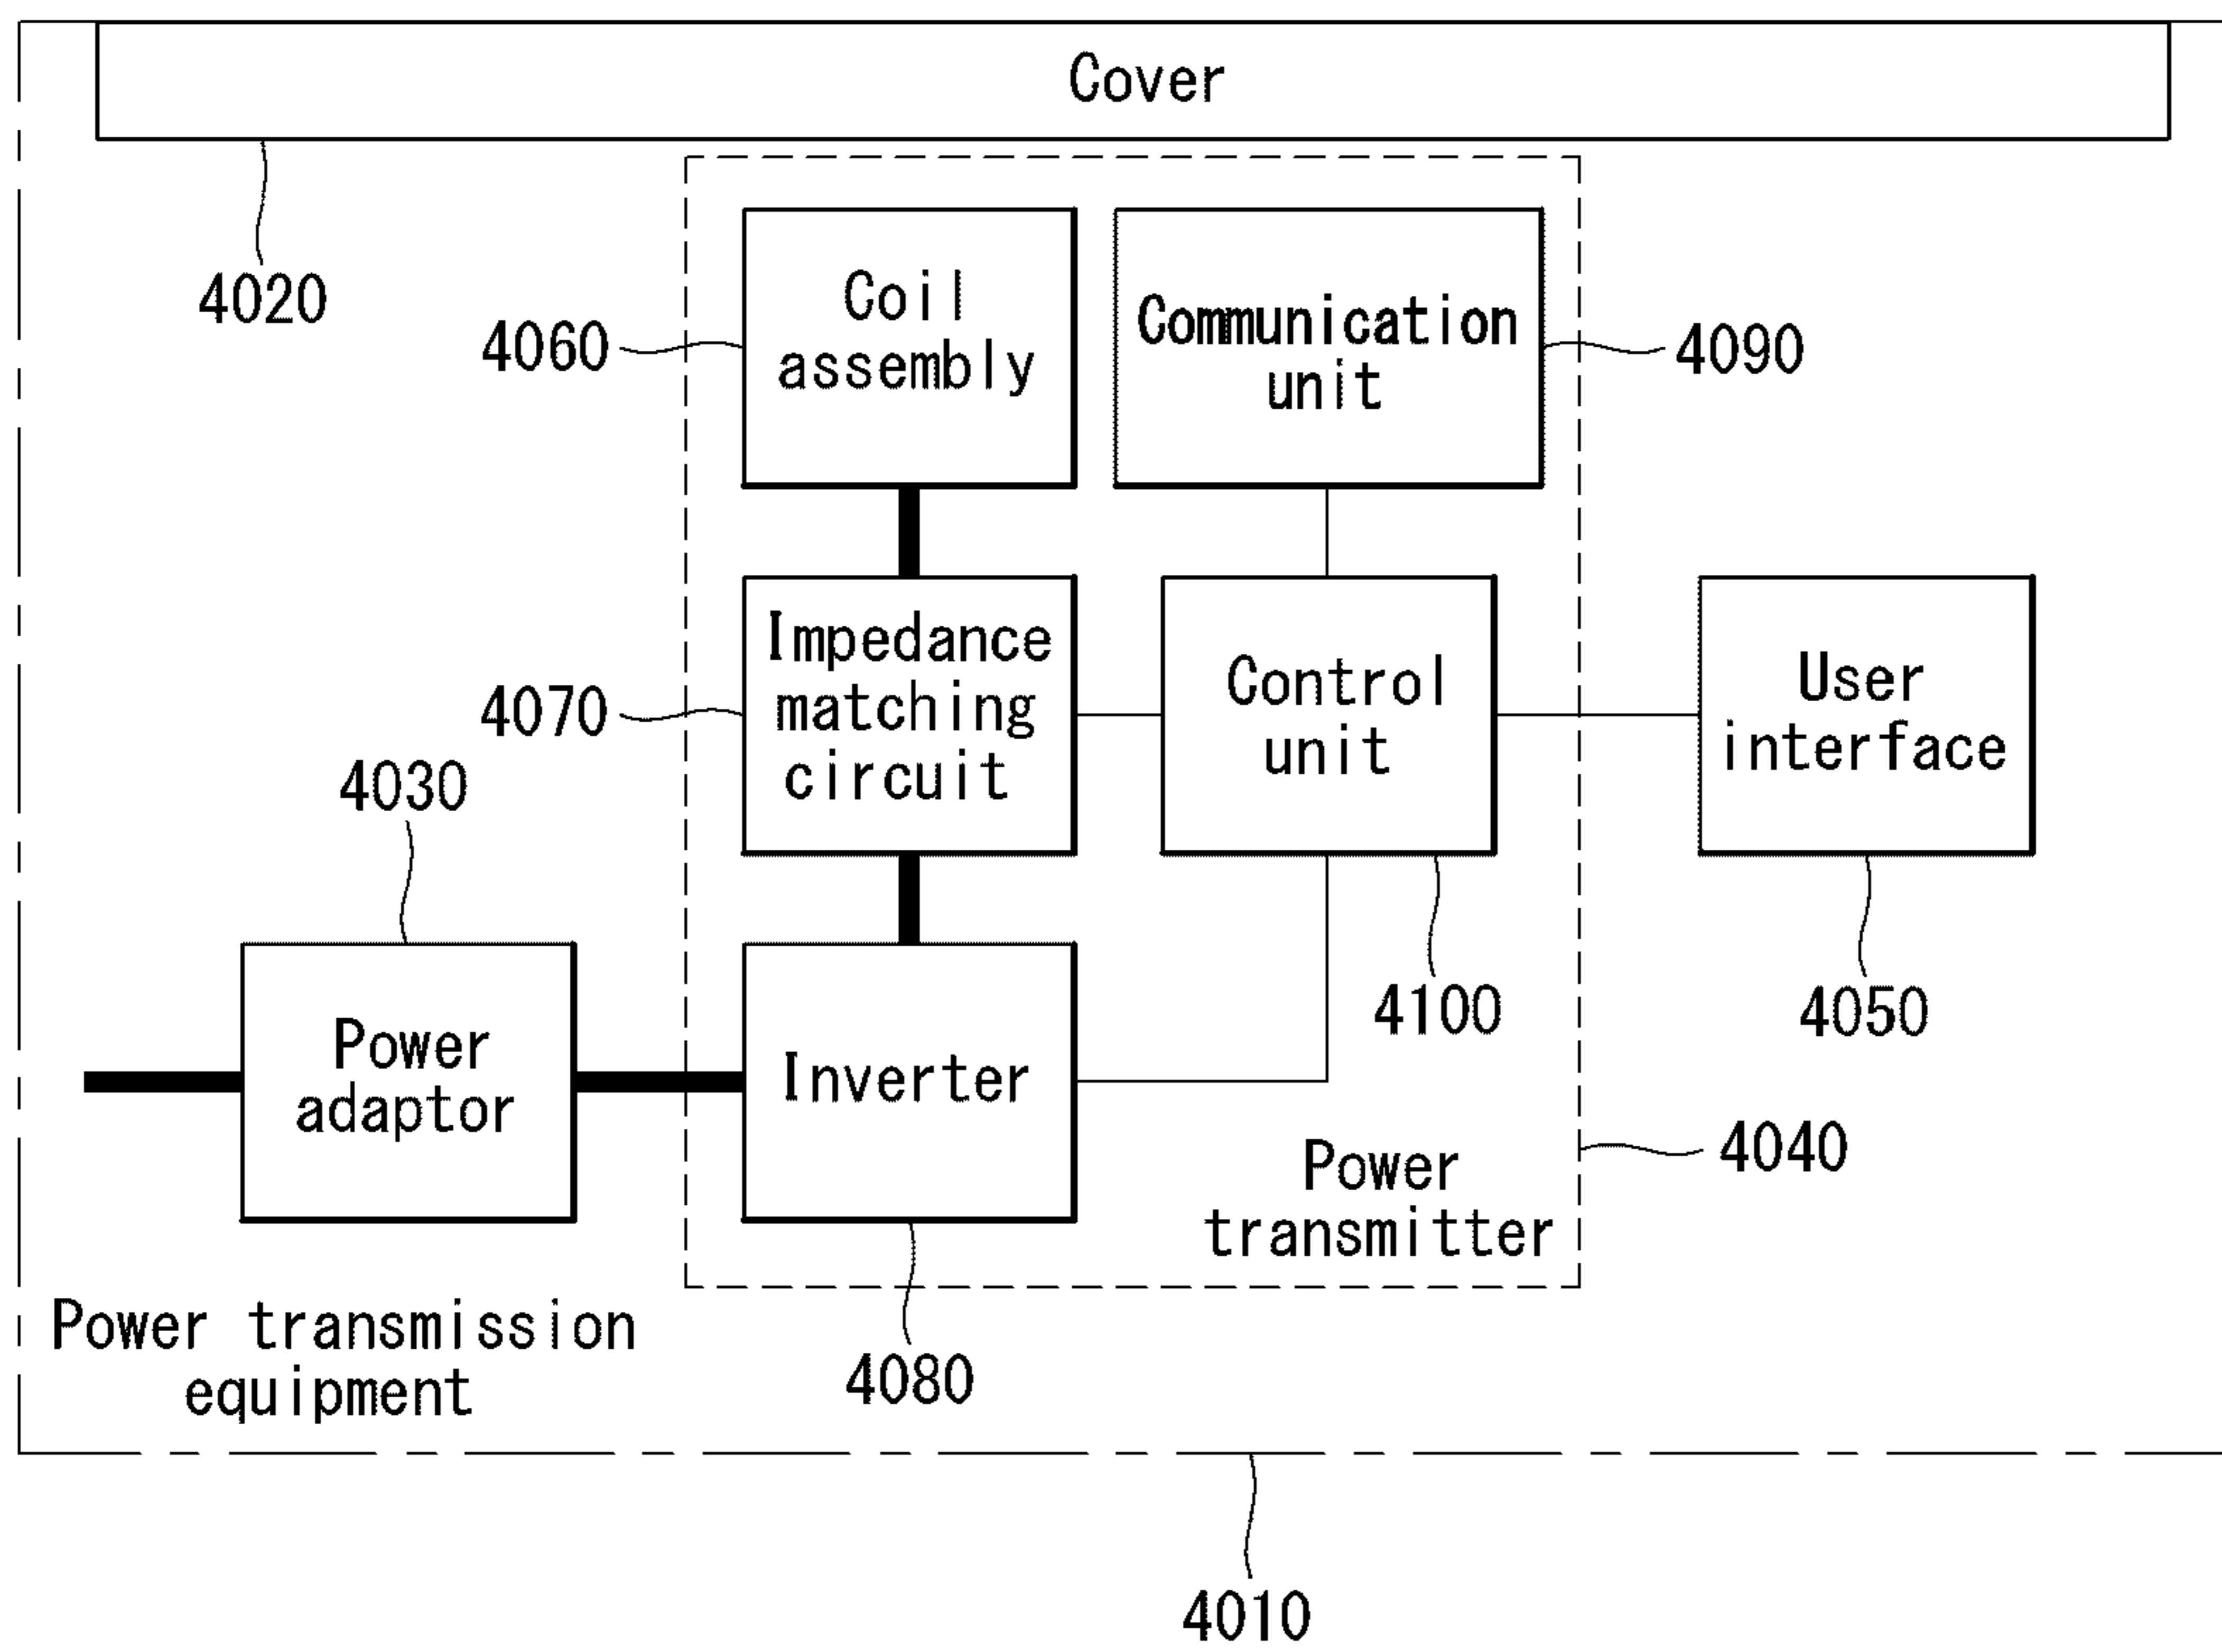 Cover
4020
4060
Coil
assembly
Communication
unit
4090
4070
Impedance
matching
circuit
Control
unit
User
interface
4030
4100
4050
Power
adaptor
Inverter
Power
transmitter
4040
Power transmission
equipment
4080
4010